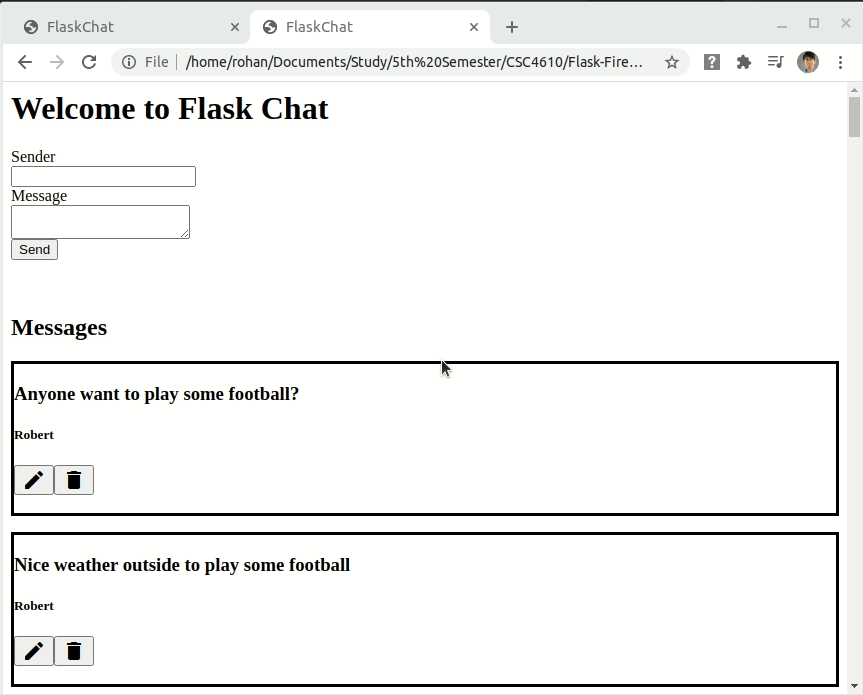 FlaskChat
FlaskChat
File | /home/rohan/Documents/Study/5th%20Semester/CSC4610/Flask-Fire...
Welcome to Flask Chat
Sender
Message
Send
Messages
Anyone want to play some football?
Robert
Nice weather outside to play some football
Robert